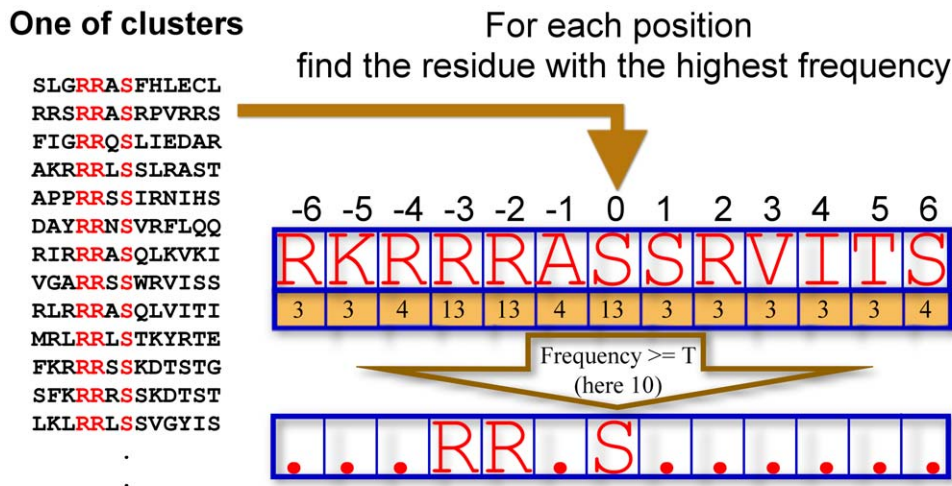 One of clusters
For each position
find the residue with the highest frequency
SLGRRASFHLECL
RRSRRASRPVRRS
FIGRRQSLIEDAR
AKRRRLSSLRAST
APPRRSSIRNIHS
DAYRRNSVRFLQQ
RIRRRASQLKVKI
VGARRSSWRVISS
RLRRRASQLVITI
MRLRRLSTKYRTE
FKRRRSSKDTSTG
SFKRRRSSKDTST
LKLRRLSSVGYIS
.
.
-6 -5 -4 -3 -2 -1 0 1 2 3 4 5 6
R K R R R A S S R V I T S
3 3 4 13 13 4 13 3 3 3 3 3 4
Frequency >= T
(here 10)
. . . R R . S . . . . . .